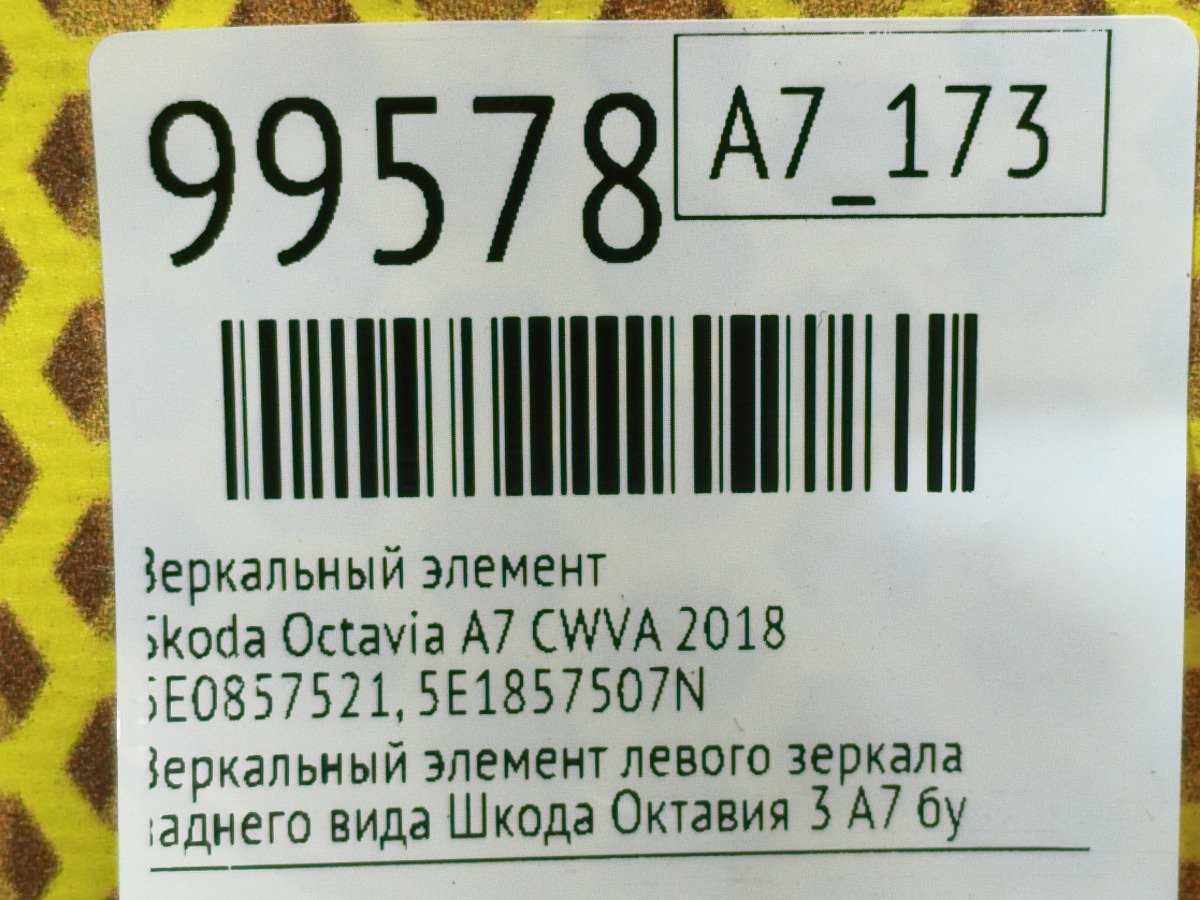 99578
A7_173
Зеркальный элемент
Skoda Octavia A7 CWVA 2018
5E0857521, 5E1857507N
Зеркальный элемент левого зеркала
заднего вида Шкода Октавия 3 А7 бу